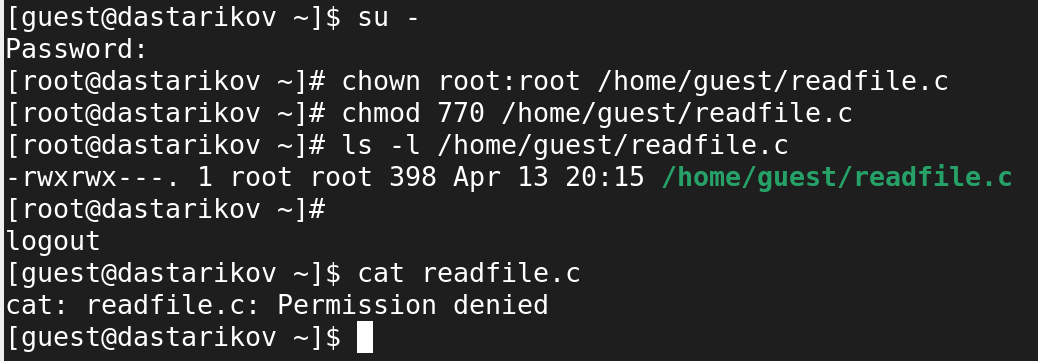 [guest@dastarikov ~]$ su -
Password:
[root@dastarikov ~]# chown root:root /home/guest/readfile.c
[root@dastarikov ~]# chmod 770 /home/guest/readfile.c
[root@dastarikov ~]# ls -l /home/guest/readfile.c
-rwxrwx---. 1 root root 398 Apr 13 20:15 /home/guest/readfile.c
[root@dastarikov ~]#
logout
[guest@dastarikov ~]$ cat readfile.c
cat: readfile.c: Permission denied
[guest@dastarikov ~]$